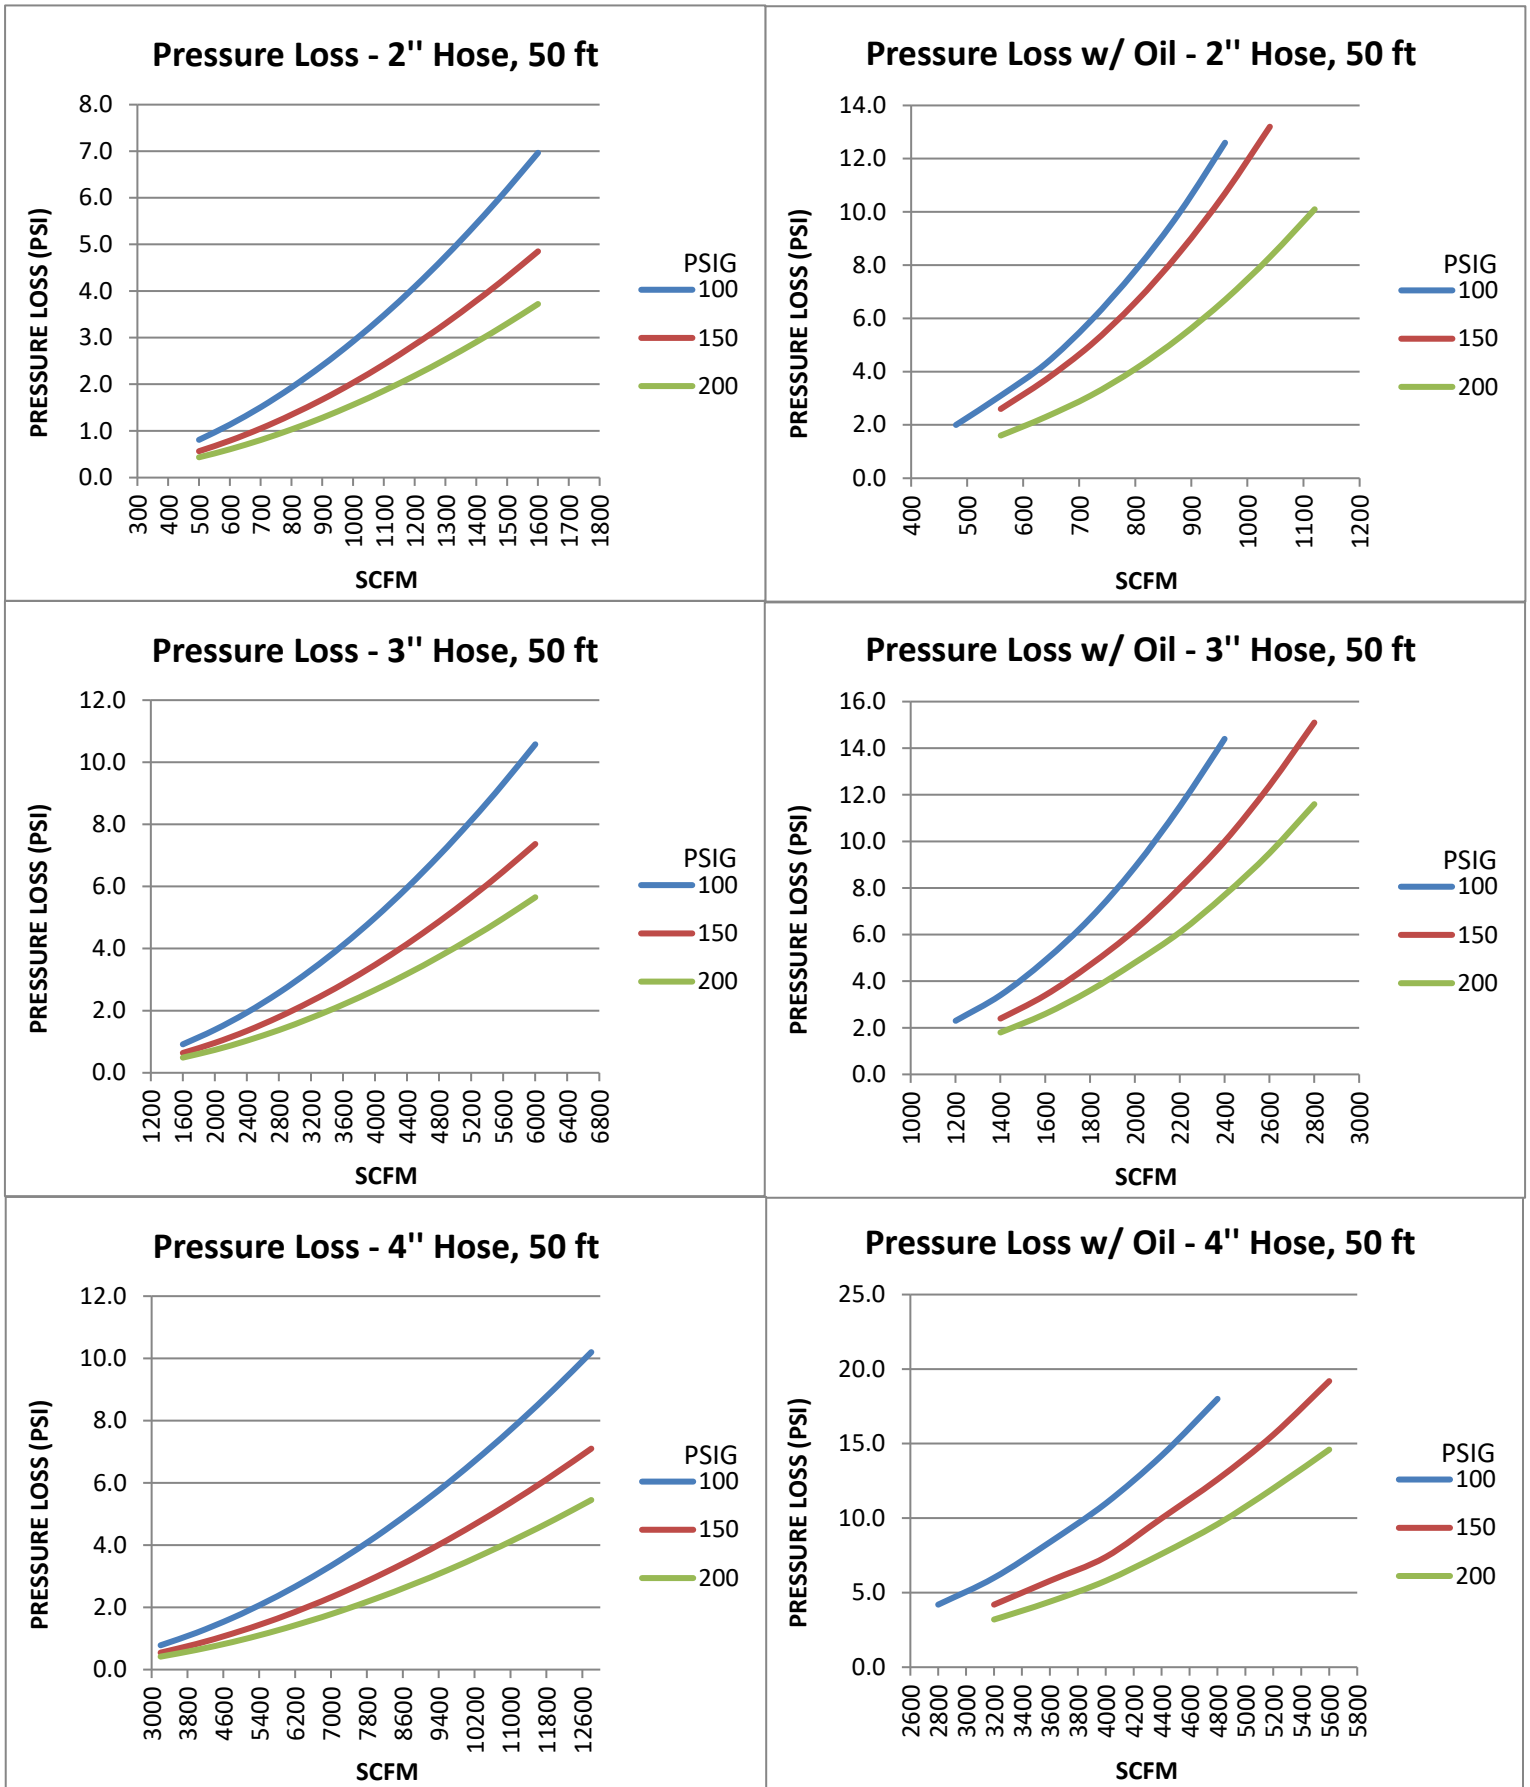 Pressure Loss - 2'' Hose, 50 ft
8.0
7.0
6.0
5.0
4.0
3.0
2.0
1.0
0.0
PRESSURE LOSS (PSI)
300 400 500 600 700 800 900 1000 1100 1200 1300 1400 1500 1600 1700 1800
SCFM
PSIG
100
150
200
Pressure Loss w/ Oil - 2'' Hose, 50 ft
14.0
12.0
10.0
8.0
6.0
4.0
2.0
0.0
PRESSURE LOSS (PSI)
400 500 600 700 800 900 1000 1100 1200
SCFM
PSIG
100
150
200
Pressure Loss - 3'' Hose, 50 ft
12.0
10.0
8.0
6.0
4.0
2.0
0.0
PRESSURE LOSS (PSI)
1200 1600 2000 2400 2800 3200 3600 4000 4400 4800 5200 5600 6000 6400 6800
SCFM
PSIG
100
150
200
Pressure Loss w/ Oil - 3'' Hose, 50 ft
16.0
14.0
12.0
10.0
8.0
6.0
4.0
2.0
0.0
PRESSURE LOSS (PSI)
1000 1200 1400 1600 1800 2000 2200 2400 2600 2800 3000
SCFM
PSIG
100
150
200
Pressure Loss - 4'' Hose, 50 ft
12.0
10.0
8.0
6.0
4.0
2.0
0.0
PRESSURE LOSS (PSI)
3000 3800 4600 5400 6200 7000 7800 8600 9400 10200 11000 11800 12600
SCFM
PSIG
100
150
200
Pressure Loss w/ Oil - 4'' Hose, 50 ft
25.0
20.0
15.0
10.0
5.0
0.0
PRESSURE LOSS (PSI)
2600 2800 3000 3200 3400 3600 3800 4000 4200 4400 4600 4800 5000 5200 5400 5600 5800
SCFM
PSIG
100
150
200